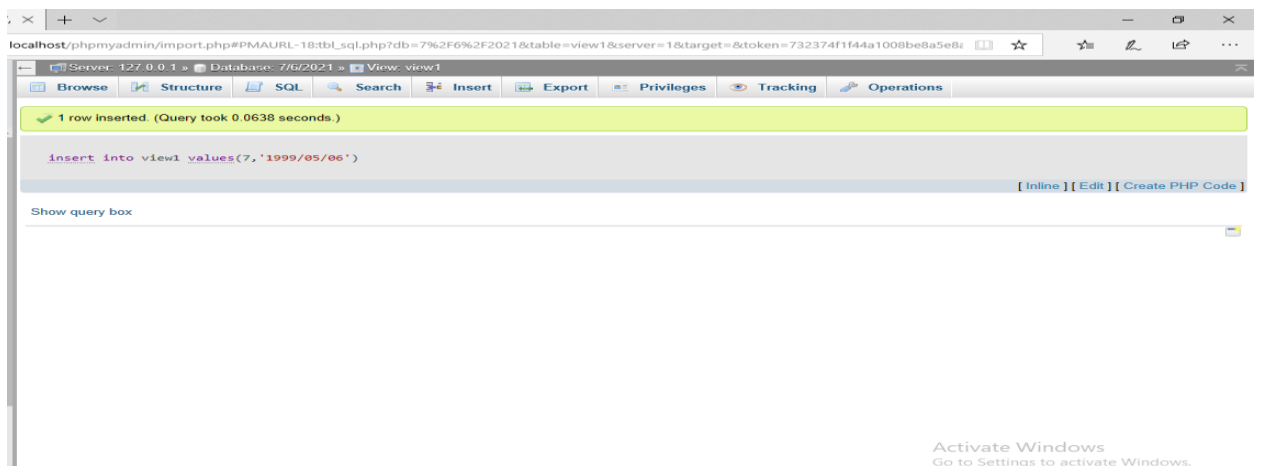 localhost/phpmyadmin/import.php#PMAURL-18:tbl_sql.php?db=7%2F6%2F2021&table=view1&server=1&target=&token=732374f1f44a1008be8a5e8
Server: 127.0.0.1 » Database: 7/6/2021 » View: view1
Browse Structure SQL Search Insert Export Privileges Tracking Operations
1 row inserted. (Query took 0.0638 seconds.)
insert into view1 values(7,'1999/05/06')
[ Inline ] [ Edit ] [ Create PHP Code ]
Show query box
Activate Windows
Go to Settings to activate Windows.